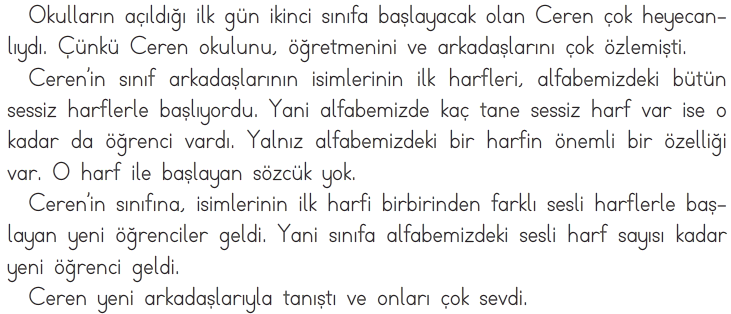 Okulların açıldığı ilk gün ikinci sınıfa başlayacak olan Ceren çok heyecan-
lıydı. Çünkü Ceren okulunu, öğretmenini ve arkadaşlarını çok özlemişti.
Ceren'in sınıf arkadaşlarının isimlerinin ilk harfleri, alfabemizdeki bütün
sessiz harflerle başlıyordu. Yani alfabemizde kaç tane sessiz harf var ise o
kadar da öğrenci vardı. Yalnız alfabemizdeki bir harfin önemli bir özelliği
var. O harf ile başlayan sözcük yok.
Ceren'in sınıfına, isimlerinin ilk harfi birbirinden farklı sesli harflerle baş-
layan yeni öğrenciler geldi. Yani sınıfa alfabemizdeki sesli harf sayısı kadar
yeni öğrenci geldi.
Ceren yeni arkadaşlarıyla tanıştı ve onları çok sevdi.